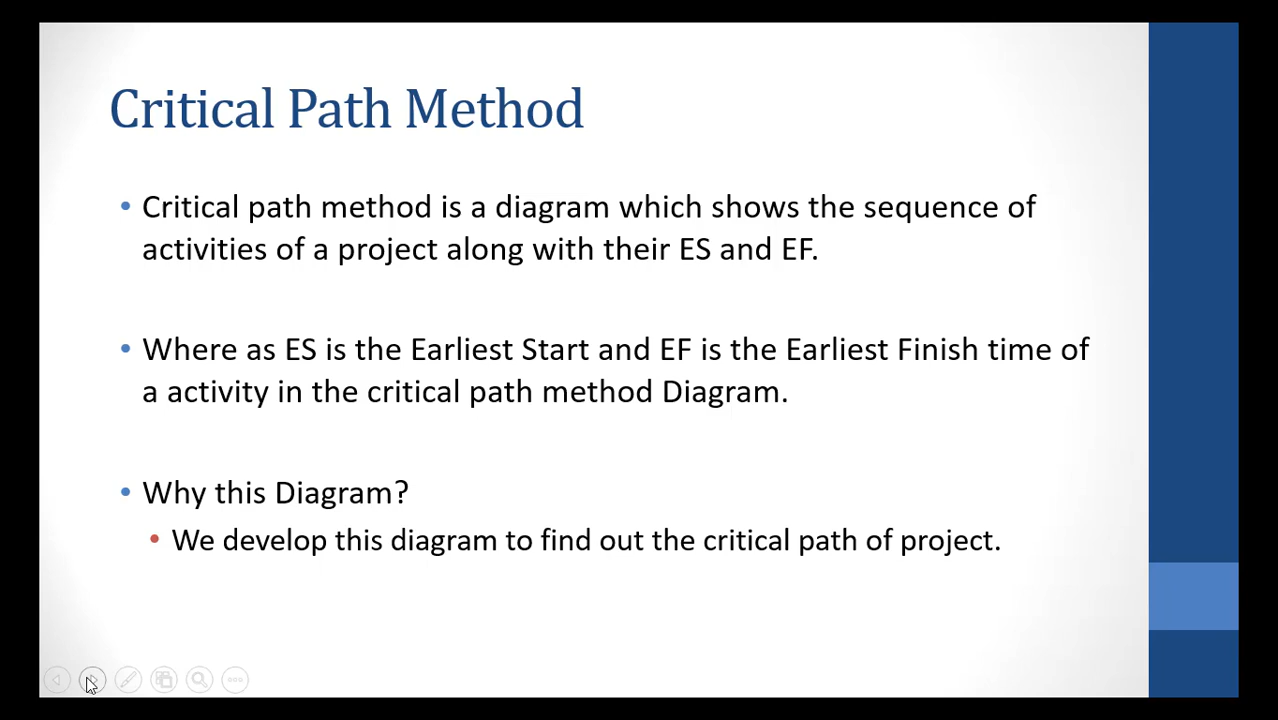 Critical Path Method
• Critical path method is a diagram which shows the sequence of
activities of a project along with their ES and EF.
• Where as ES is the Earliest Start and EF is the Earliest Finish time of
a activity in the critical path method Diagram.
• Why this Diagram?
• We develop this diagram to find out the critical path of project.